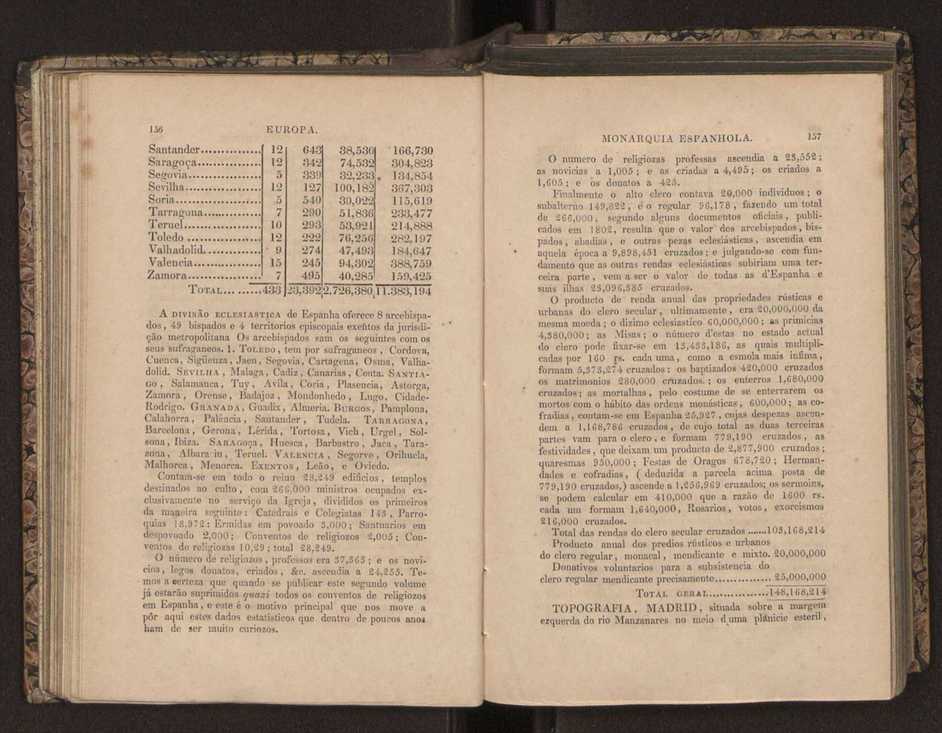 156 EUROPA.
Santander............... 12 643 38,530 166,730
Saragoça............... 12 342 74,532 304,823
Segovia................ 5 339 32,233 134,854
Sevilha................ 12 127 100,182 367,303
Soria.................... 5 540 30,022 115,619
Tarragona............. 7 290 51,836 233,477
Teruel.................. 10 293 53,921 214,888
Toledo ................. 12 222 76,256 282,197
Valhadolid............ 9 274 47,493 184,647
Valencia............... 15 245 94,302 388,759
Zamora................. 7 495 40,285 159,425
TOTAL.........433 23,392 2.726,380 11.383,194
A DIVISÃO ECLESIASTICA de Espanha oferece 8 arcebispa-
dos, 49 bispados e 4 territorios episcopais exentos da jurisdi-
ção metropolitana Os arcebispados sam os seguintes com os
seus sufraganeos. 1. TOLEDO, tem por sufraganeos, Cordova,
Cuenca, Sigüenza, Jaen, Segovia, Cartagena, Osma, Valha-
dolid. SEVILHA, Malaga, Cadiz, Canarias, Ceuta. SANTIA-
GO, Salamanca, Tuy, Avila, Coria, Plasencia, Astorga,
Zamora, Orense, Badajoz, Mondonhedo, Lugo, Cidade-
Rodrigo. GRANADA, Guadix, Almeria. BURGOS, Pamplona,
Calahorra, Palência, Santander, Tudela. TARRAGONA,
Barcelona, Gerona, Lérida, Tortosa, Vich, Urgel, Sol-
sona, Ibiza. SARAGOÇA, Huesca, Barbastro, Jaca, Tara-
zona, Albara in, Teruel. VALENCIA, Segorve, Orihuela,
Malhorca, Menorca. EXENTOS, Leão, e Oviedo.
Contam-se em todo o reino 28,249 edificios, templos
destinados ao culto, com 266,000 ministros ocupados ex-
clusivamente no serviço da Igreja, divididos os primeiros
da maneira seguinte: Catedrais e Colegiatas 143, Parro-
quias 18,972: Ermidas em povoado 3,000; Santuarios em
despovoado 2,000; Conventos de religiozos 2,005; Con-
ventos de religiozas 10,29; total 28,249.
O número de religiozos, professos era 37,363; e os novi-
cios, legos donatos, criados, &c. ascendia a 24,255. Te-
mos a certeza que quando se publicar este segundo volume
já estarão suprimidos quazi todos os conventos de religiozos
em Espanha, e este é o motivo principal que nos move a
pôr aqui estes dados estatisticos que dentro de poucos anos
ham de ser muito curiozos.
MONARQUIA ESPANHOLA. 157
O numero de religiozas professas ascendia a 23,552;
as novicias a 1,005; e as criadas a 4,495; os criados a
1,605; e os donatos a 423.
Finalmente o alto clero contava 20,000 individuos; o
subalterno 149,822, e o regular 96,178, fazendo um total
de 266,000, segundo alguns documentos oficiais, publi-
cados em 1802, resulta que o valor dos arcebispados, bis-
pados, abadias, e outras pezas eclesiásticas, ascendia em
aquela época a 9,898,451 cruzados; e julgando-se com fun-
damento que as outras rendas eclesiásticas subiriam uma ter-
ceira parte, vem a ser o valor de todas as d'Espanha e
suas ilhas 23,096,385 cruzados.
O producto de renda anual das propriedades rústicas e
urbanas do clero secular, ultimamente, era 20,000,000 da
mesma moeda; o dizimo eclesiastico 60,000,000; as primicias
4,380,000; as Misas; o número d'estas no estado actual
do clero pode fixar-se em 13,433,186, as quais multipli-
cadas por 160 rs. cada uma, como a esmola mais infima,
formam 5,373,274 cruzados: os baptizados 420,000 cruzados
os matrimonios 280,000 cruzados.; os enterros 1,680,000
cruzados; as mortalhas, pelo costume de se enterrarem os
mortos com o hábito das ordens monásticas, 600,000; as co-
fradias, contam-se em Espanha 25,927, cujas despezas ascen-
dem a 1,168,786 cruzados, de cujo total as duas terceiras
partes vam para o clero, e formam 779,190 cruzados, as
festividades, que deixam um producto de 2,877,900 cruzados;
quaresmas 950,000; Festas de Oragos 678,720; Herman-
dades e cofradias, (deduzida a parcela acima posta de
779,190 cruzados,) ascende a 1,256,969 cruzados; os sermoins,
se podem calcular em 410,000 que a razão de 1600 rs.
cada um formam 1,640,000, Rosarios, votos, exorcismos
216,000 cruzados.
Total das rendas do clero secular cruzados ......103,168,214
Producto anual dos predios rústicos e urbanos
do clero regular, monacal, mendicante e mixto. 20,000,000
Donativos voluntarios para a subsistencia do
clero regular mendicante precisamente............... 25,000,000
TOTAL GERAL................148,168,214
TOPOGRAFIA, MADRID, situada sobre a margem
ezquerda do rio Manzanares no meio d uma plânicie esteril,